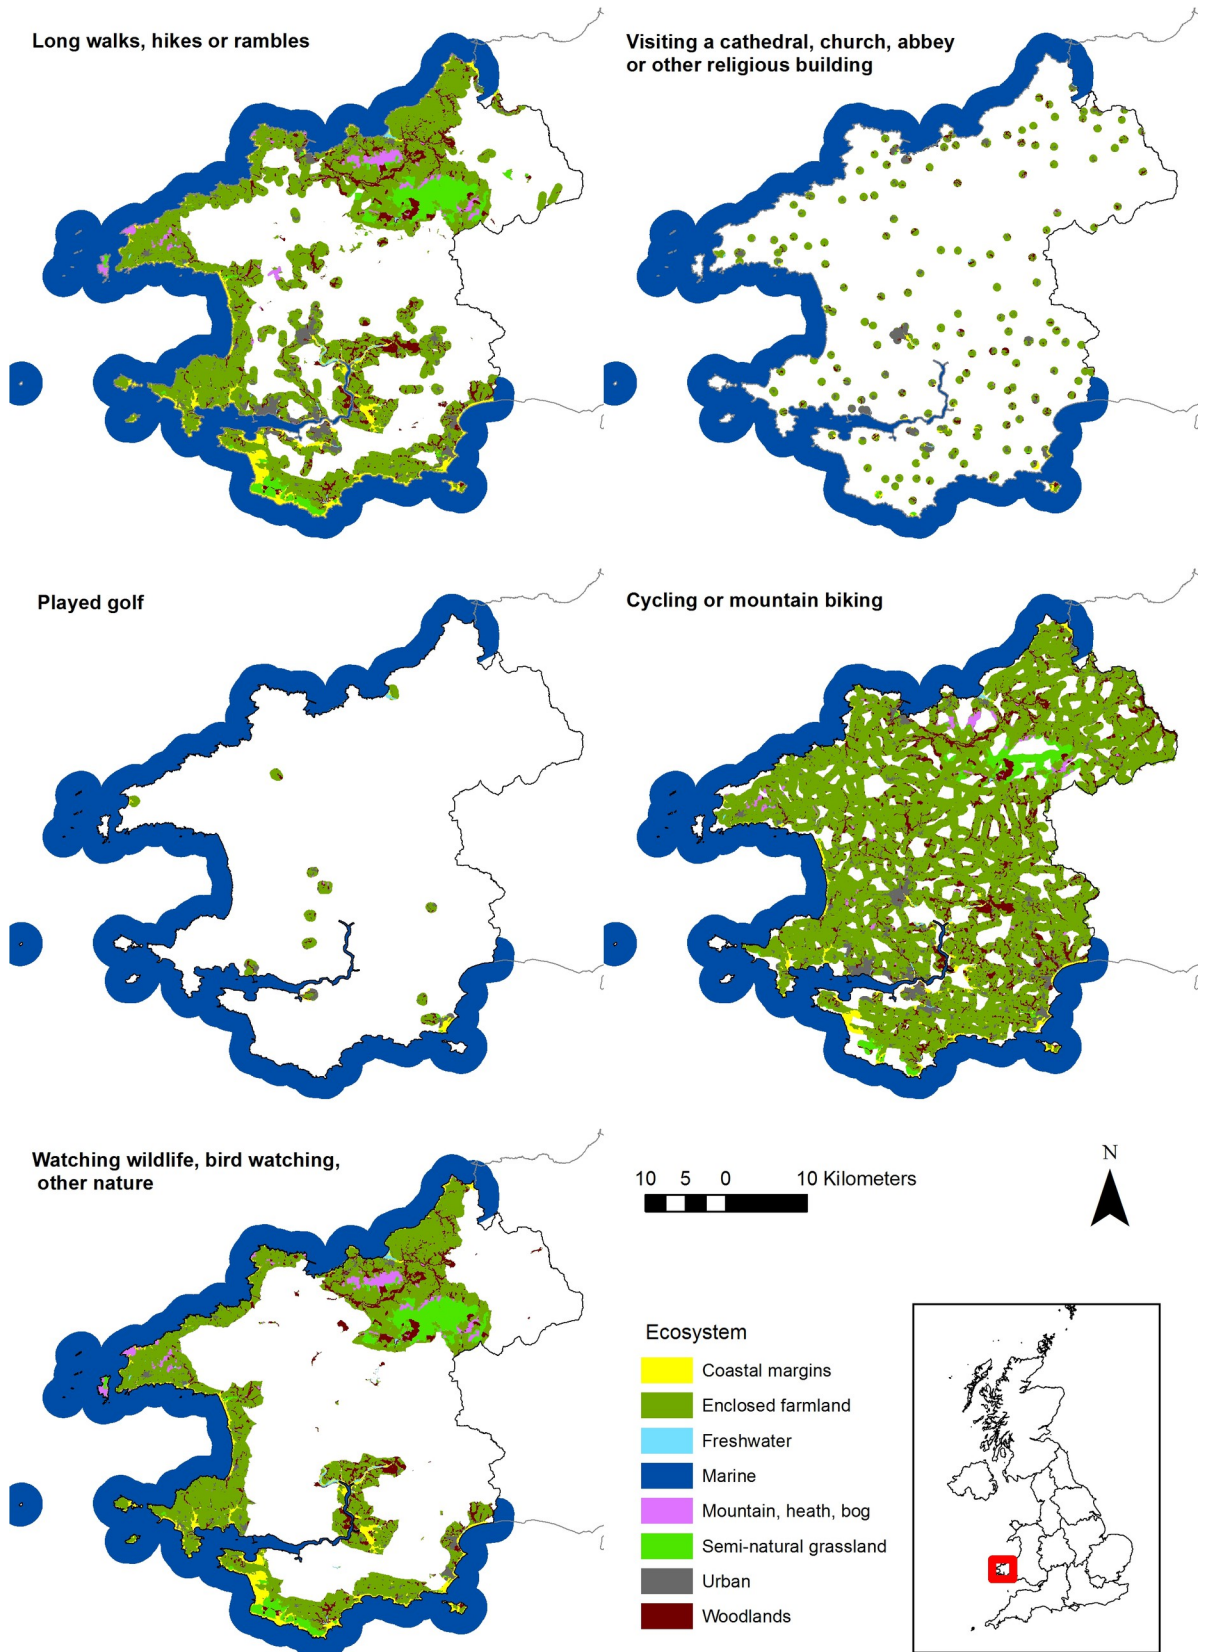 Long walks, hikes or rambles
Visiting a cathedral, church, abbey
or other religious building
Played golf
Cycling or mountain biking
Watching wildlife, bird watching,
other nature
10 5 0 10 Kilometers
N
Ecosystem
Coastal margins
Enclosed farmland
Freshwater
Marine
Mountain, heath, bog
Semi-natural grassland
Urban
Woodlands